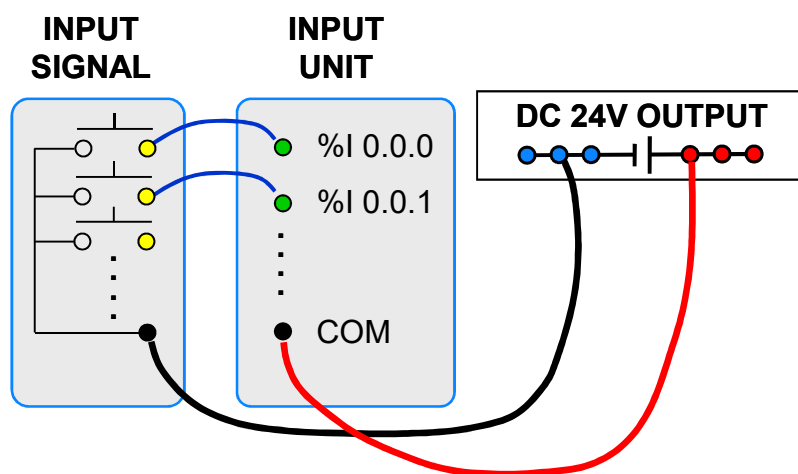 INPUT
SIGNAL
INPUT
UNIT
DC 24V OUTPUT
%I 0.0.0
%I 0.0.1
COM